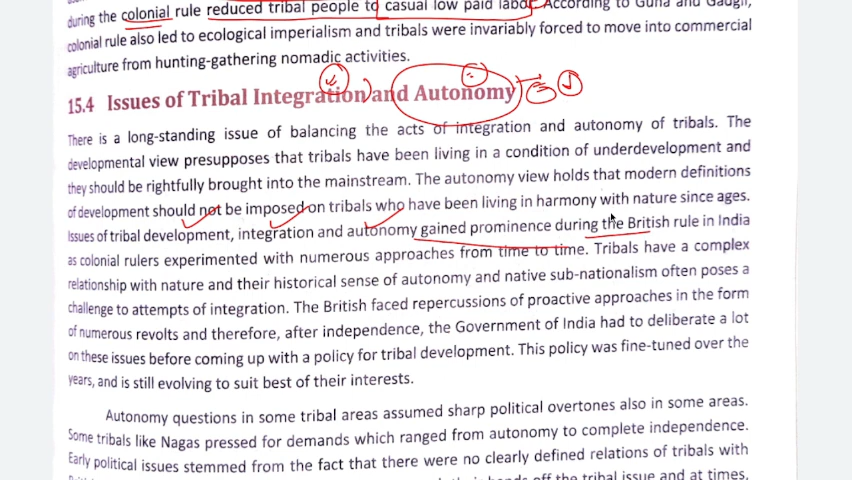 during the colonial rule reduced tribal people to casual low paid labor. According to Guha and Gadgil,
colonial rule also led to ecological imperialism and tribals were invariably forced to move into commercial
agriculture from hunting-gathering nomadic activities.
15.4 Issues of Tribal Integration and Autonomy
There is a long-standing issue of balancing the acts of integration and autonomy of tribals. The
developmental view presupposes that tribals have been living in a condition of underdevelopment and
they should be rightfully brought into the mainstream. The autonomy view holds that modern definitions
of development should not be imposed on tribals who have been living in harmony with nature since ages.
Issues of tribal development, integration and autonomy gained prominence during the British rule in India
as colonial rulers experimented with numerous approaches from time to time. Tribals have a complex
relationship with nature and their historical sense of autonomy and native sub-nationalism often poses a
challenge to attempts of integration. The British faced repercussions of proactive approaches in the form
of numerous revolts and therefore, after independence, the Government of India had to deliberate a lot
on these issues before coming up with a policy for tribal development. This policy was fine-tuned over the
years, and is still evolving to suit best of their interests.
Autonomy questions in some tribal areas assumed sharp political overtones also in some areas.
Some tribals like Nagas pressed for demands which ranged from autonomy to complete independence.
Early political issues stemmed from the fact that there were no clearly defined relations of tribals with
hands off the tribal issue and at times,